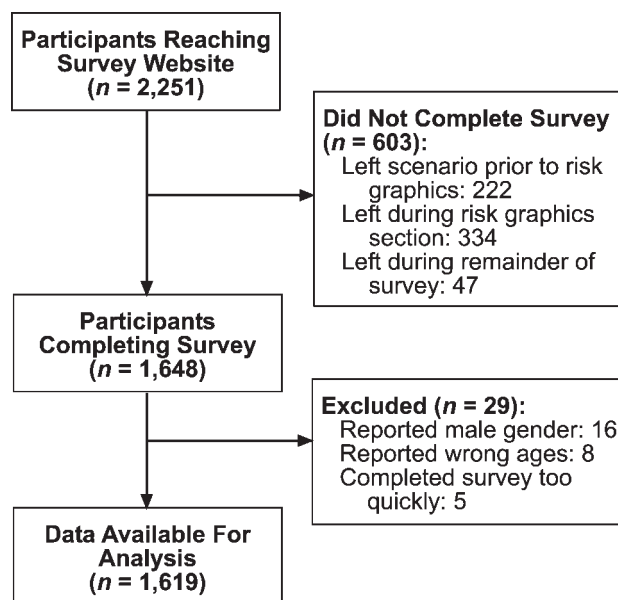 Participants Reaching
Survey Website
(n = 2,251)
Did Not Complete Survey
(n = 603):
Left scenario prior to risk
graphics: 222
Left during risk graphics
section: 334
Left during remainder of
survey: 47
Participants
Completing Survey
(n = 1,648)
Excluded (n = 29):
Reported male gender: 16
Reported wrong ages: 8
Completed survey too
quickly: 5
Data Available For
Analysis
(n = 1,619)